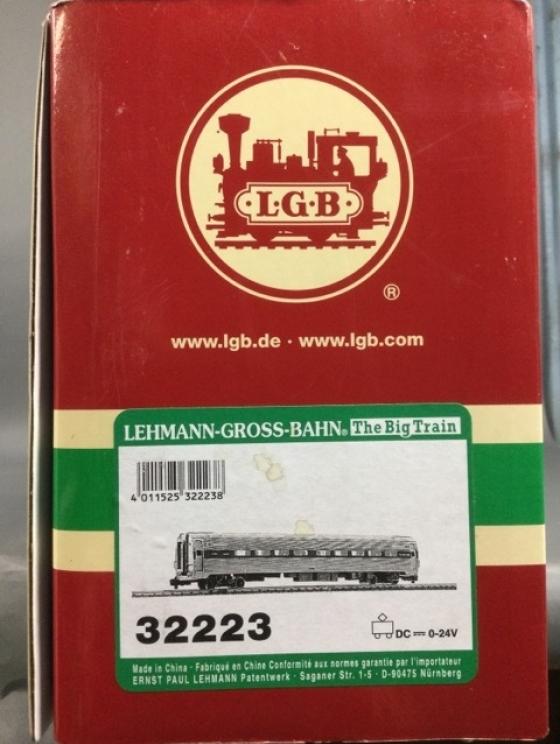 L·G·B
®
www.lgb.de · www.lgb.com
LEHMANN-GROSS-BAHN® The Big Train
4 011525 322238
32223
DC ⎓ 0-24V
Made in China · Fabriqué en Chine Conformité aux normes garantie par l'importateur
ERNST PAUL LEHMANN Patentwerk · Saganer Str. 1-5 · D-90475 Nürnberg